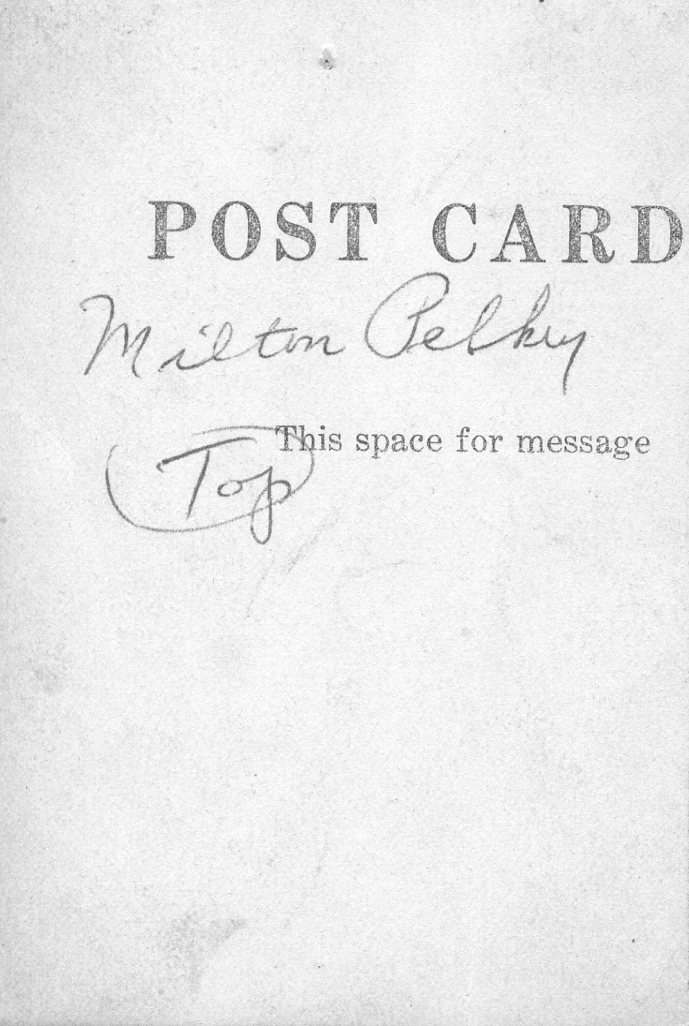 POST CARD
Milton Pelkey
This space for message
Top